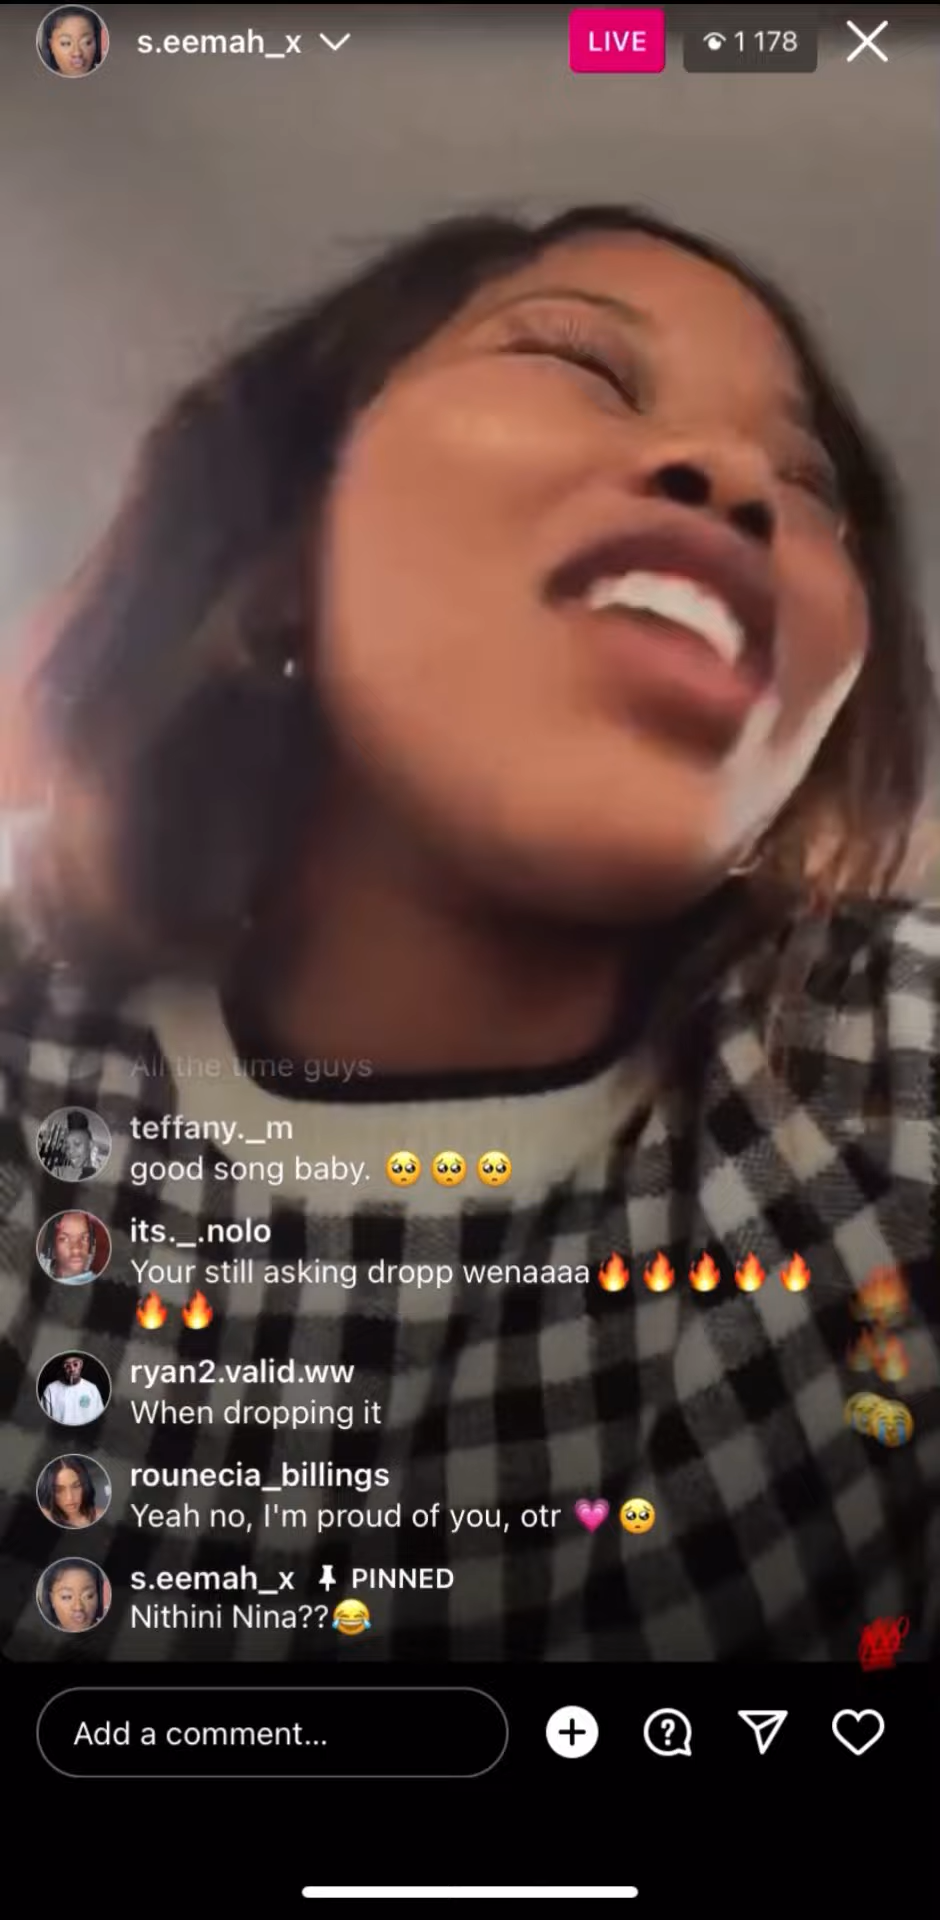 s.eemah_x
LIVE
1 178
All the time guys
teffany._m
good song baby. 🥺 🥺 🥺
its._.nolo
Your still asking dropp wenaaaa🔥 🔥 🔥 🔥 🔥
🔥 🔥
ryan2.valid.ww
When dropping it
rounecia_billings
Yeah no, I'm proud of you, otr 💗 🥺
s.eemah_x PINNED
Nithini Nina??😂
💯
Add a comment...